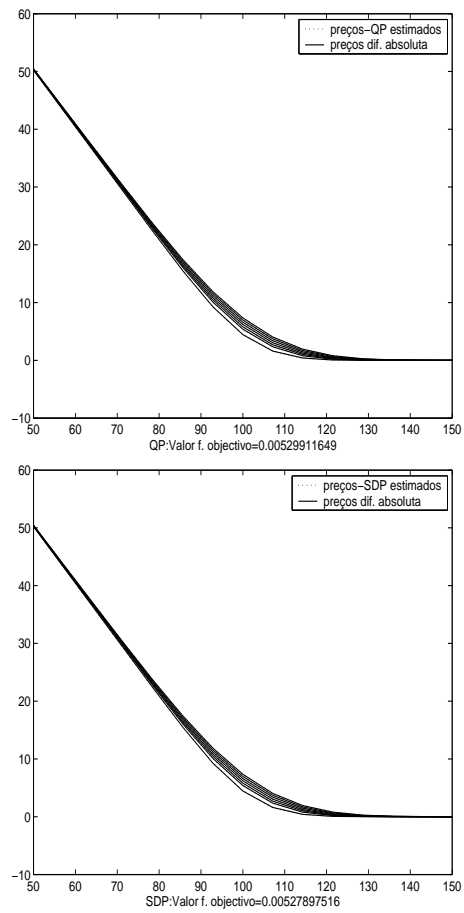 60
preços-QP estimados
preços dif. absoluta
50
40
30
20
10
0
-10
50 60 70 80 90 100 110 120 130 140 150
QP:Valor f. objectivo=0.00529911649
60
preços-SDP estimados
preços dif. absoluta
50
40
30
20
10
0
-10
50 60 70 80 90 100 110 120 130 140 150
SDP:Valor f. objectivo=0.00527897516